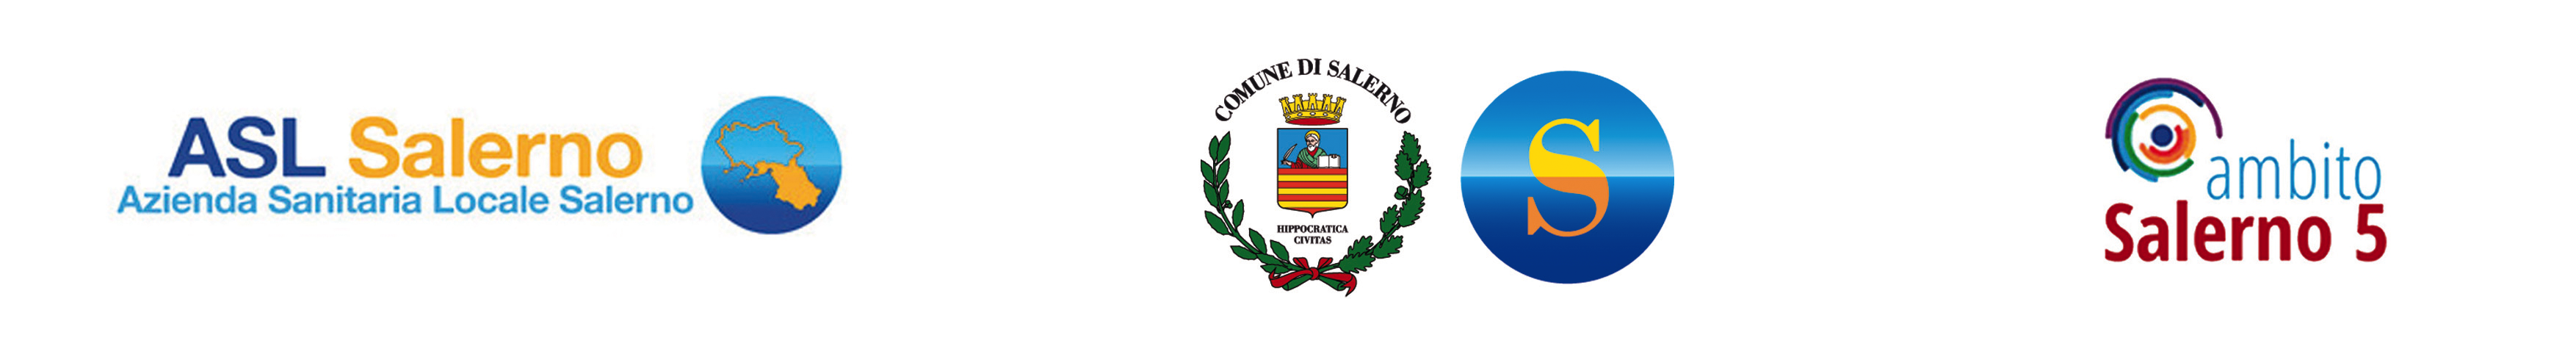 ASL Salerno
Azienda Sanitaria Locale Salerno
COMUNE DI SALERNO
HIPPOCRATICA
CIVITAS
S
ambito
Salerno 5